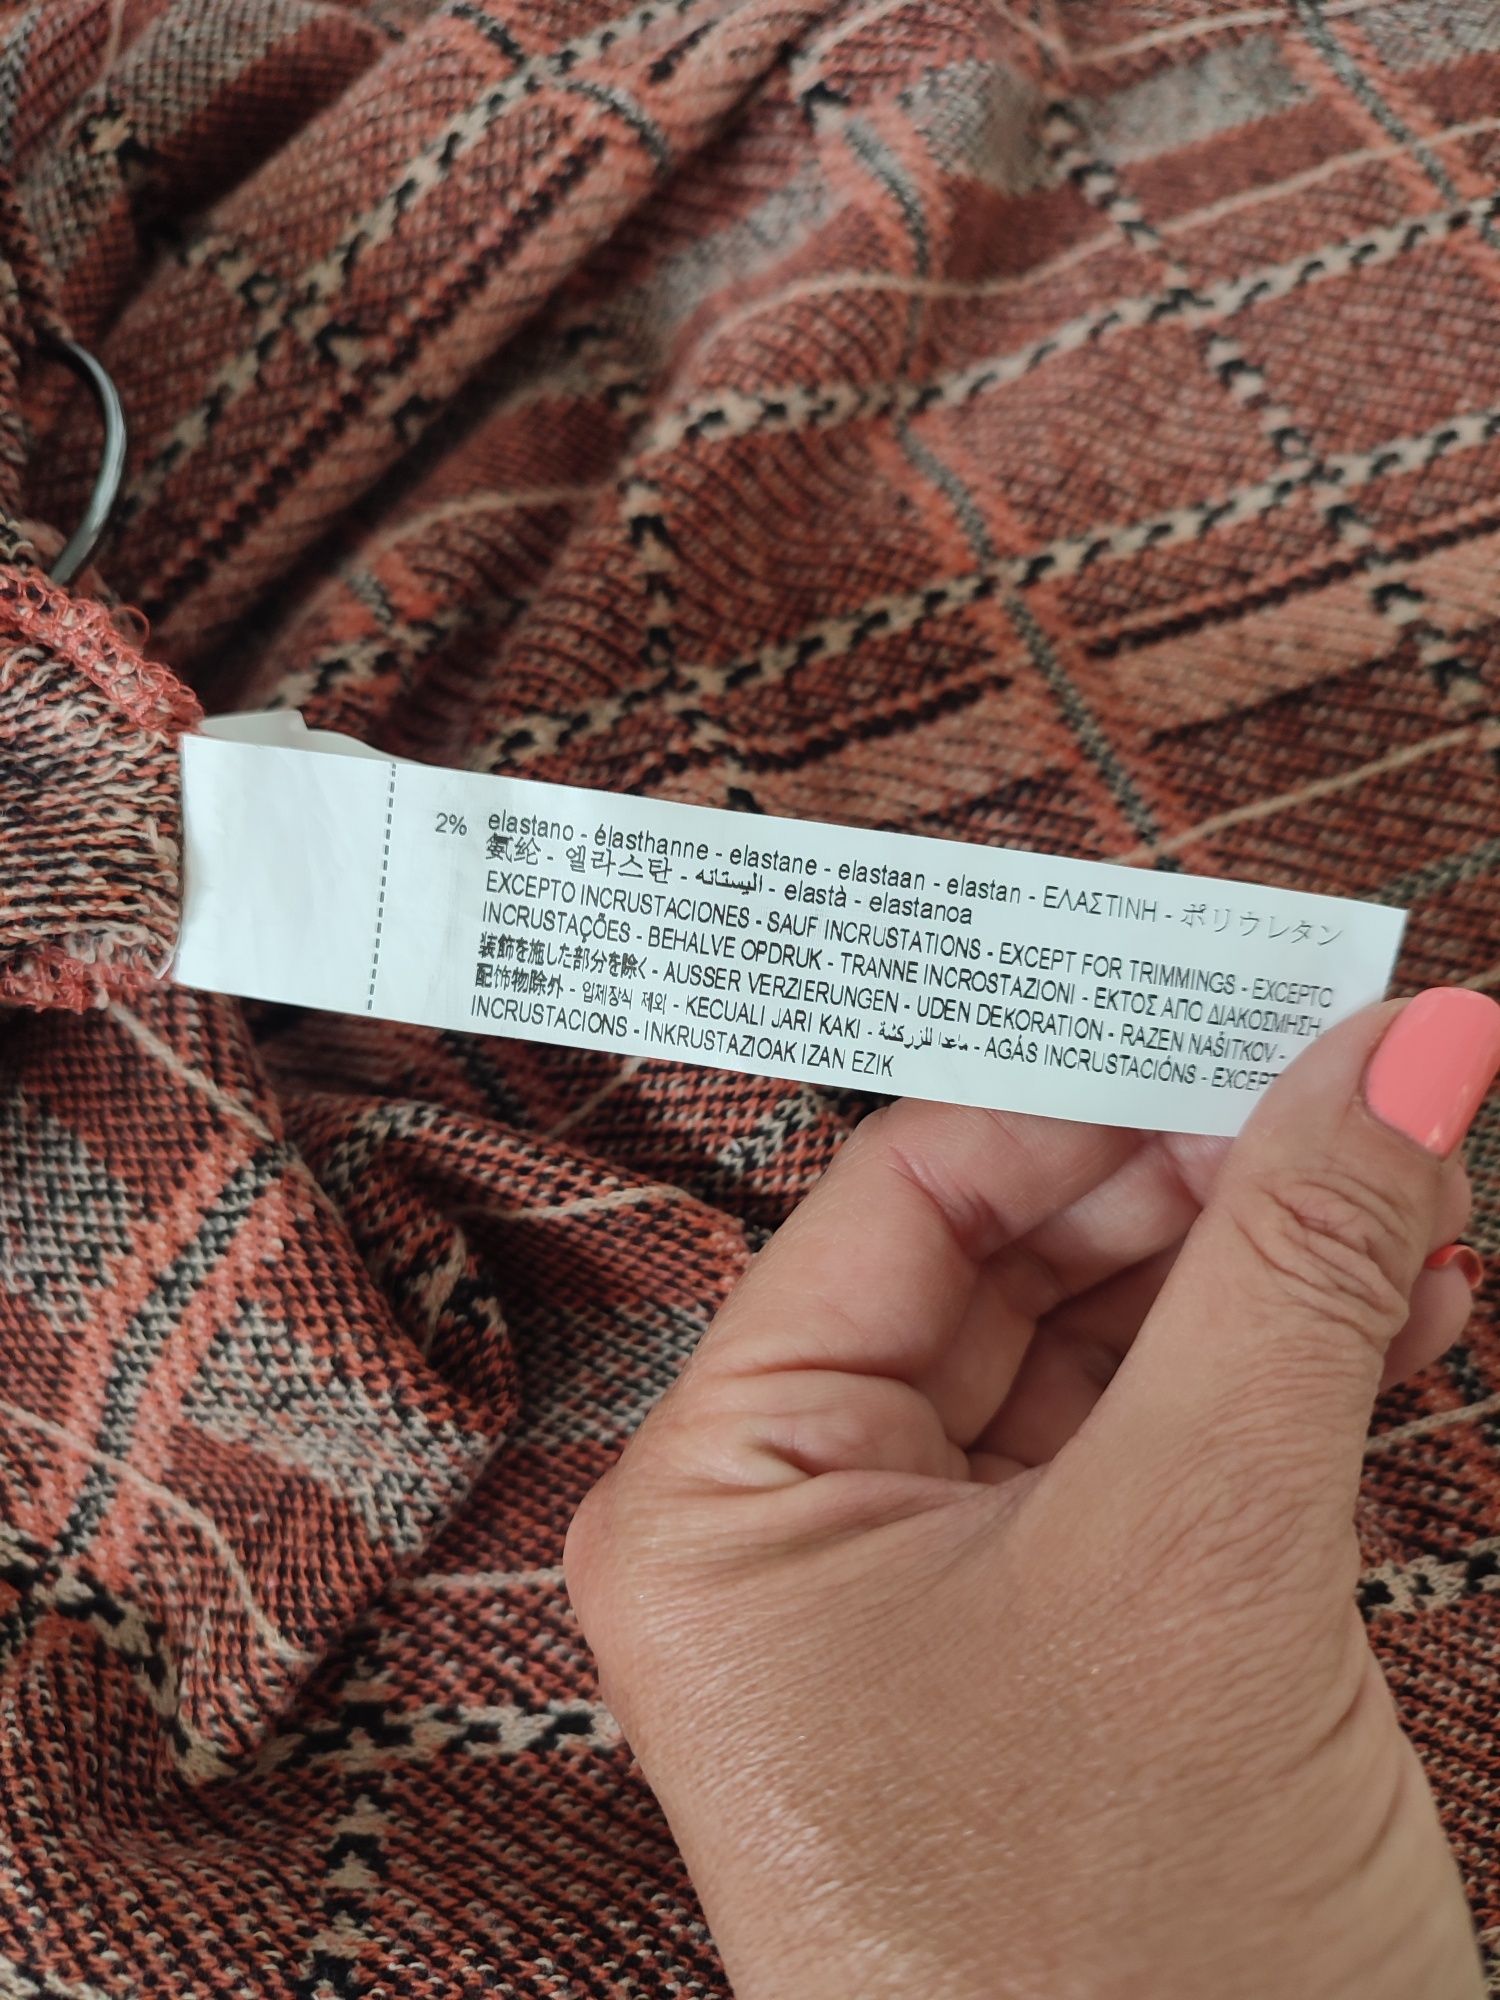 2% elastano - élasthanne - elastane - elastaan - elastan - ΕΛΑΣΤΙΝΗ - ポリウレタン
氨纶 - 엘라스탄 - اليستانه - elastà - elastanoa
EXCEPTO INCRUSTACIONES - SAUF INCRUSTATIONS - EXCEPT FOR TRIMMINGS - EXCEPTO
INCRUSTAÇÕES - BEHALVE OPDRUK - TRANNE INCROSTAZIONI - ΕΚΤΟΣ ΑΠΟ ΔΙΑΚΟΣΜΗΣΗ
装飾を施した部分を除く - AUSSER VERZIERUNGEN - UDEN DEKORATION - RAZEN NAŠITKOV -
配饰物除外 - 입체장식 제외 - KECUALI JARI KAKI - ماعدا للزركشة - AGÁS INCRUSTACIÓNS - EXCEPT
INCRUSTACIONS - INKRUSTAZIOAK IZAN EZIK